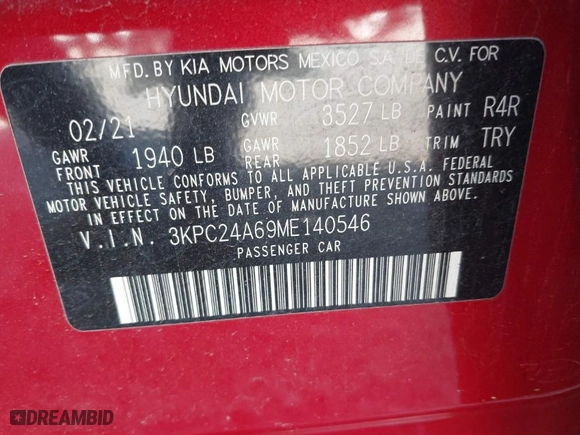 MFD. BY KIA MOTORS MEXICO S.A. DE C.V. FOR
HYUNDAI MOTOR COMPANY
02/21 GVWR 3527 LB PAINT R4R
GAWR FRONT 1940 LB GAWR REAR 1852 LB TRIM TRY
THIS VEHICLE CONFORMS TO ALL APPLICABLE U.S.A. FEDERAL
MOTOR VEHICLE SAFETY, BUMPER, AND THEFT PREVENTION STANDARDS
IN EFFECT ON THE DATE OF MANUFACTURE SHOWN ABOVE.
V.I.N. 3KPC24A69ME140546
PASSENGER CAR
DREAMBID